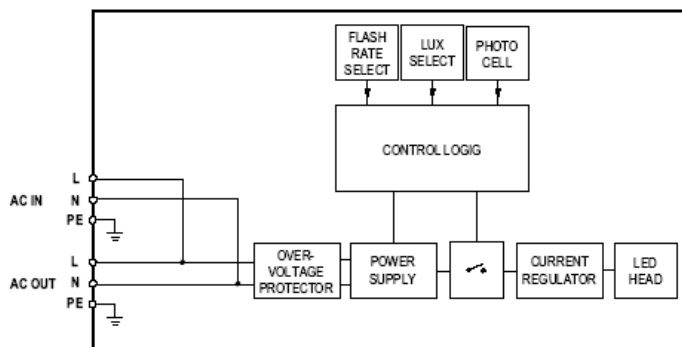 FLASH
RATE
SELECT
LUX
SELECT
PHOTO
CELL
CONTROL LOGIG
L
AC IN
N
PE
L
AC OUT
N
PE
OVER-
VOLTAGE
PROTECTOR
POWER
SUPPLY
CURRENT
REGULATOR
LED
HEAD